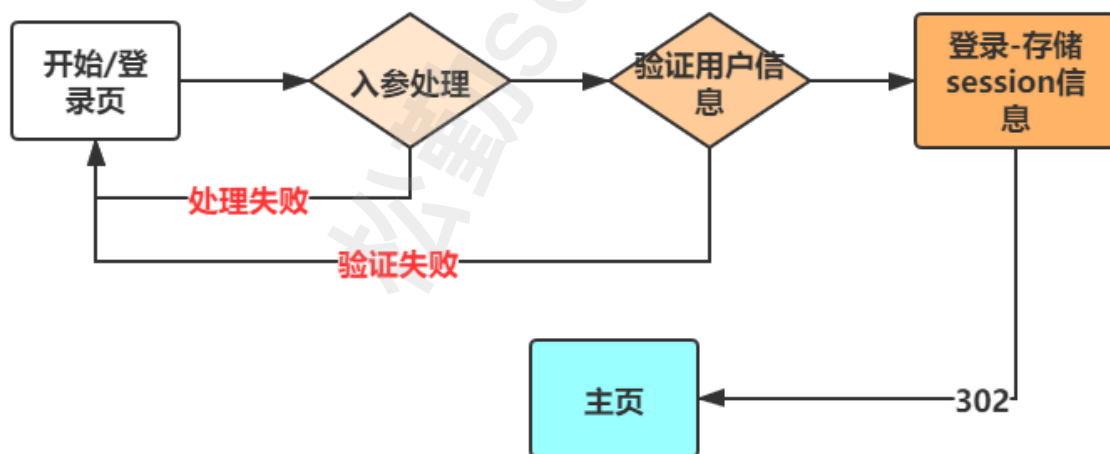 开始/登
录页
入参处理
验证用户信
息
登录-存储
session信
息
处理失败
验证失败
主页
302